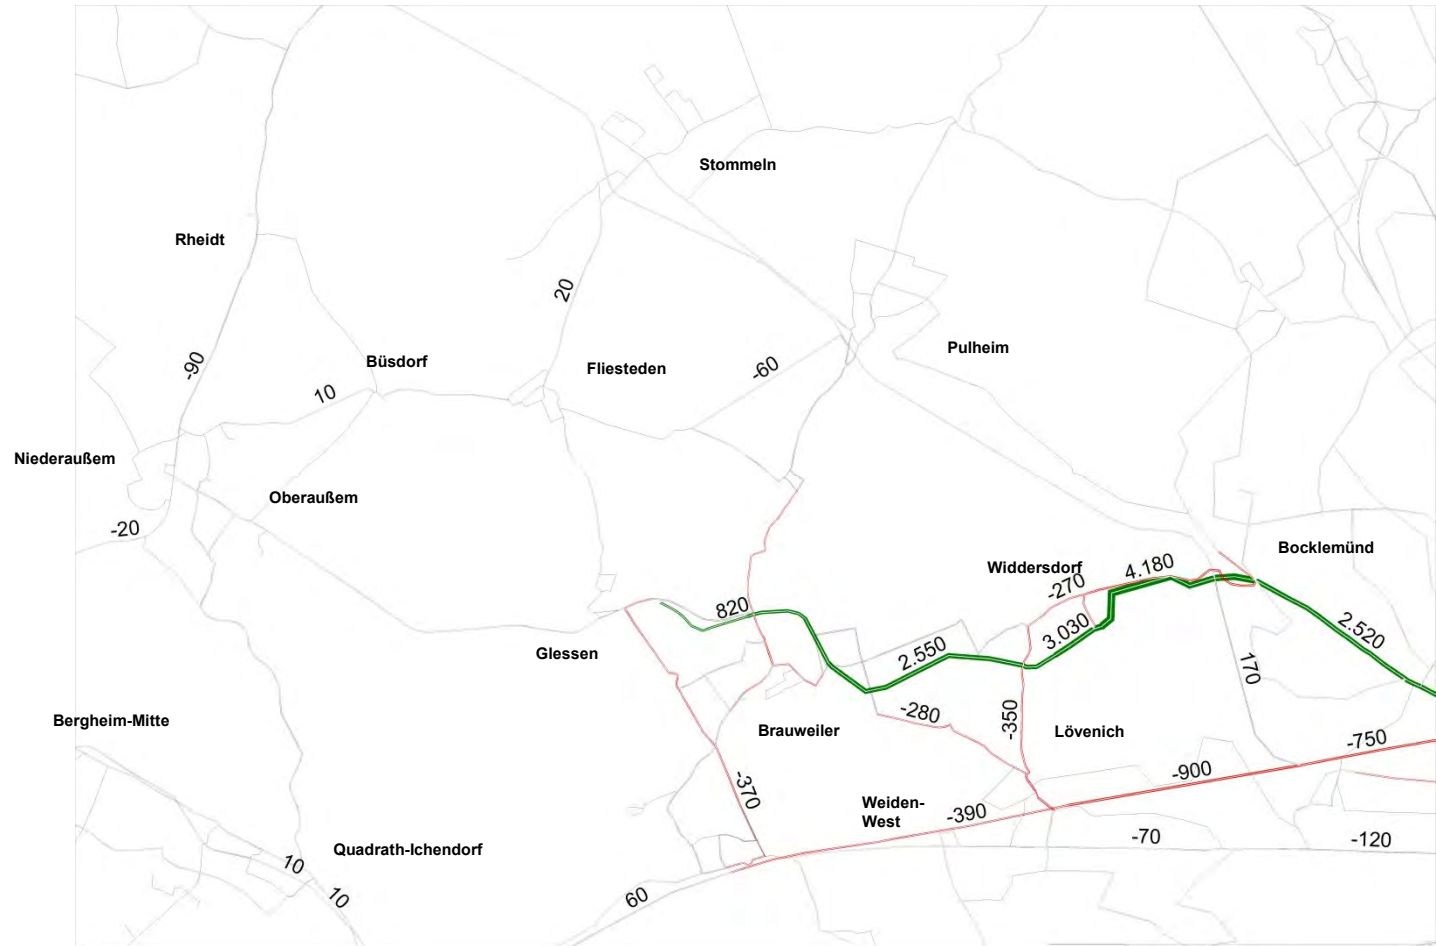 Stommeln
Rheidt
20
-90
Büsdorf
Fliesteden
-60
Pulheim
10
Niederaußem
Oberaußem
-20
Bocklemünd
Widdersdorf
4.180
-270
820
3.030
2.520
Glessen
2.550
170
Bergheim-Mitte
-280
-350
Brauweiler
Lövenich
-750
-370
-900
Weiden-
West
-390
-70
-120
Quadrath-Ichendorf
10
10
60